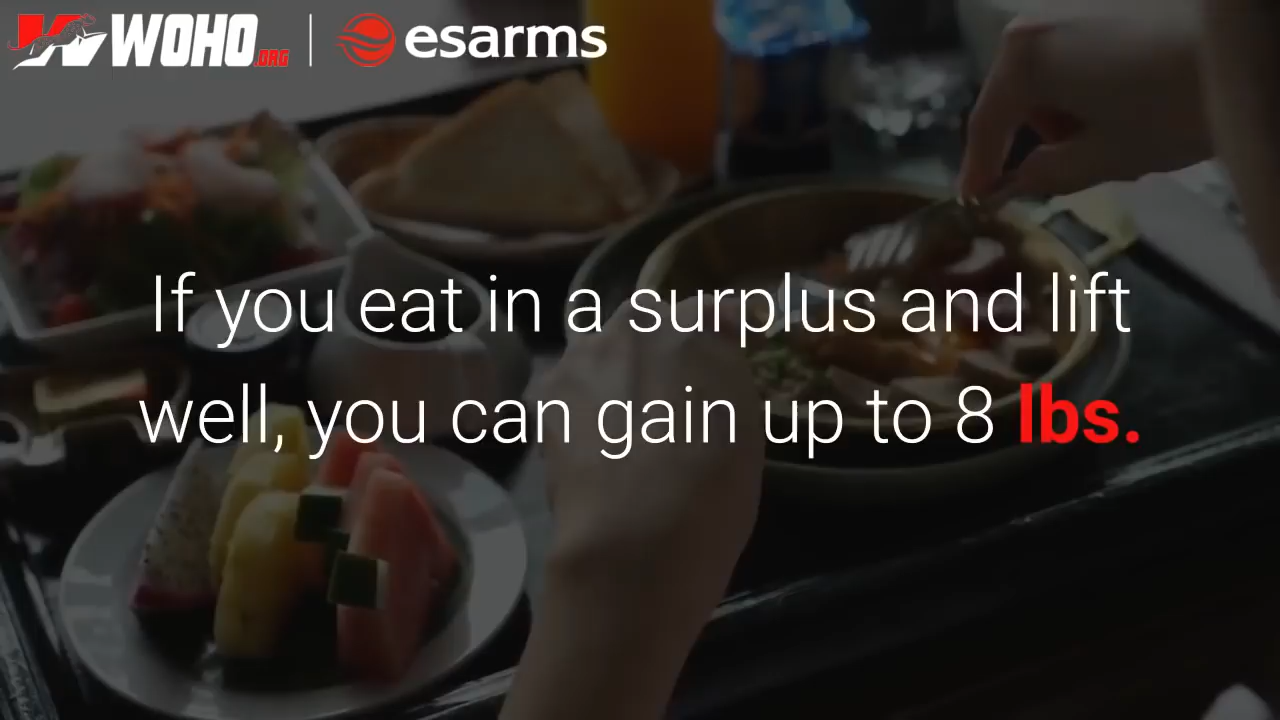 WOHO.ORG | esarms
If you eat in a surplus and lift
well, you can gain up to 8 lbs.